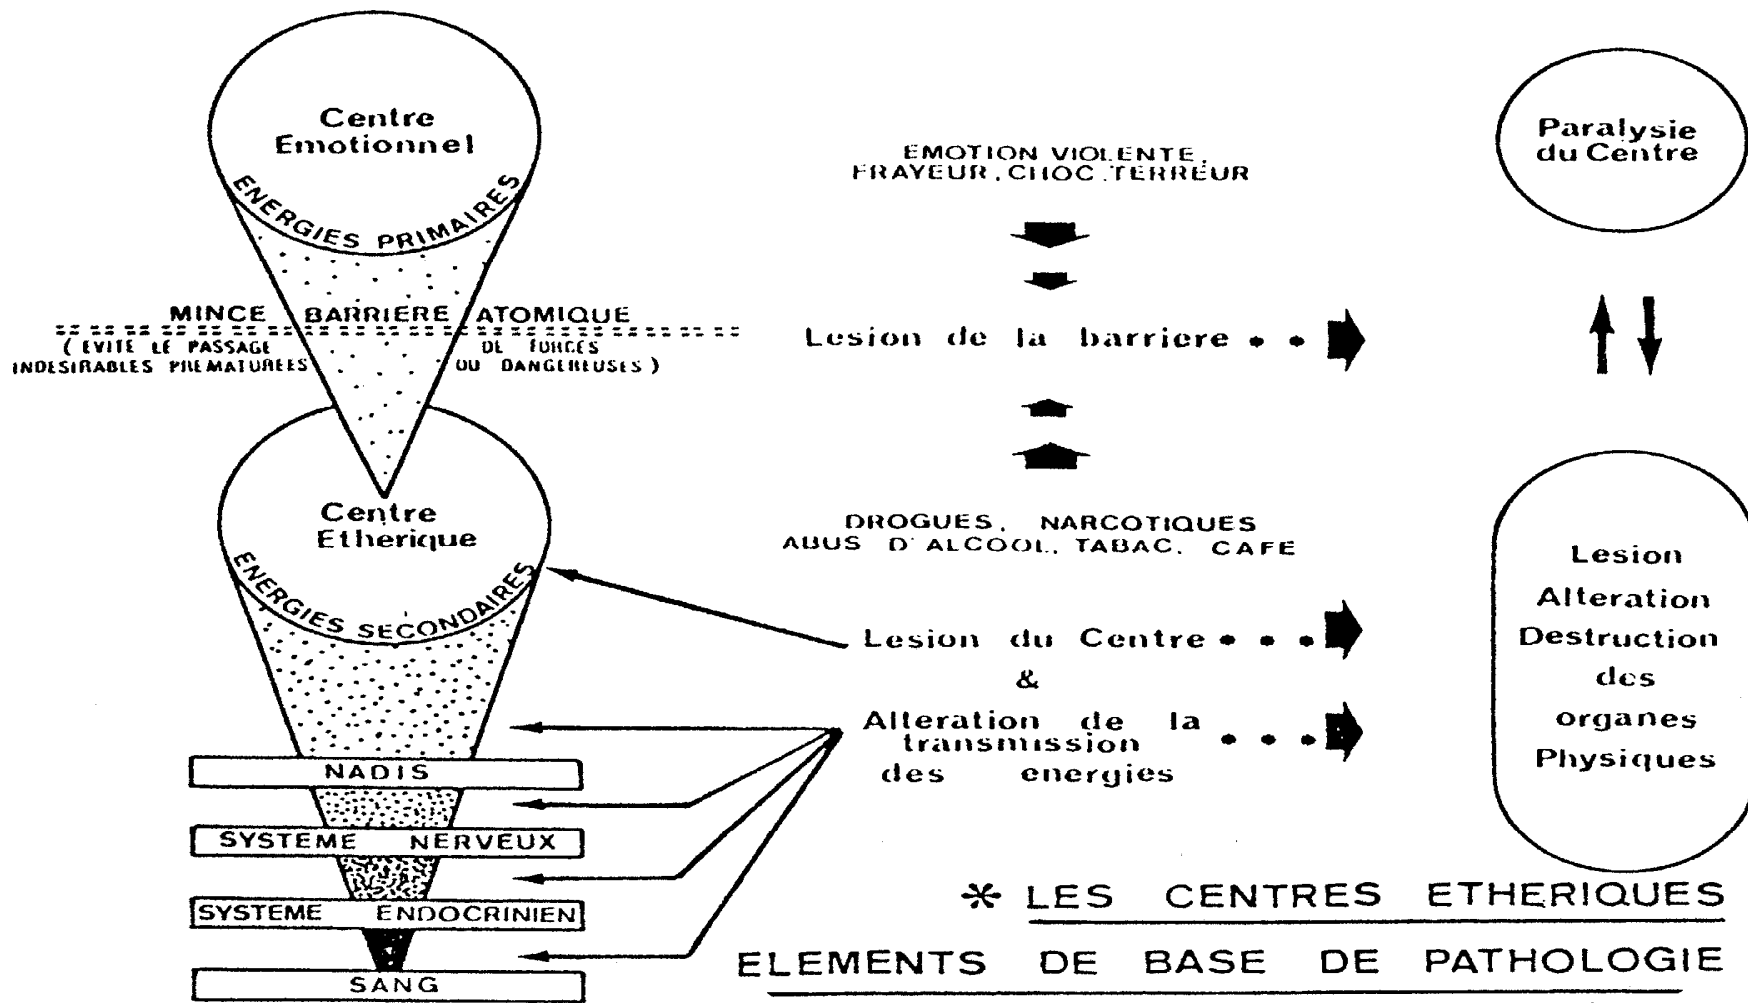 Centre
Emotionnel
ENERGIES PRIMAIRES
MINCE BARRIERE ATOMIQUE
( EVITE LE PASSAGE DE FORCES
INDESIRABLES PREMATUREES OU DANGEREUSES )
Centre
Etherique
ENERGIES SECONDAIRES
NADIS
SYSTEME NERVEUX
SYSTEME ENDOCRINIEN
SANG
EMOTION VIOLENTE,
FRAYEUR, CHOC, TERREUR
Lesion de la barriere
DROGUES, NARCOTIQUES
ABUS D'ALCOOL, TABAC, CAFE
Lesion du Centre
&
Alteration de la
transmission
des energies
Paralysie
du Centre
Lesion
Alteration
Destruction
des
organes
Physiques
* LES CENTRES ETHERIQUES
ELEMENTS DE BASE DE PATHOLOGIE